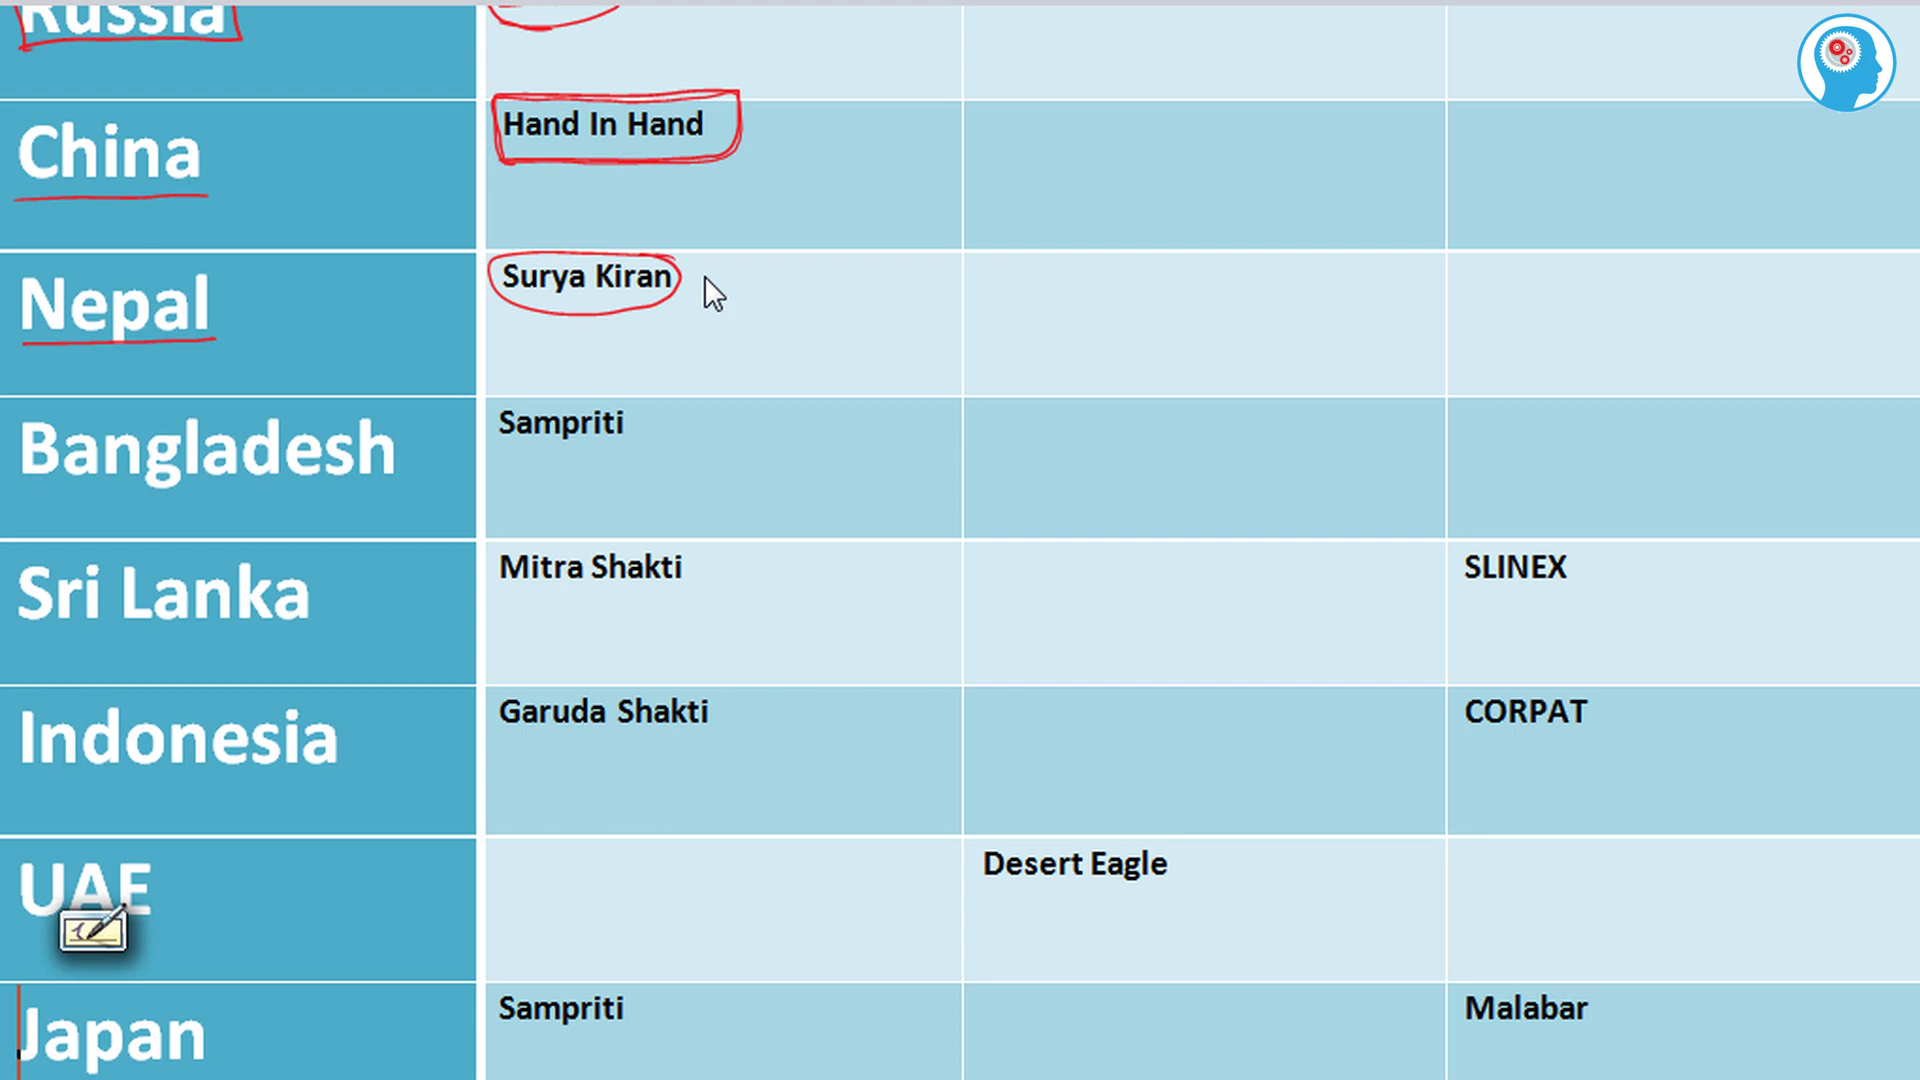 Russia
China Hand In Hand
Nepal Surya Kiran
Bangladesh Sampriti
Sri Lanka Mitra Shakti SLINEX
Indonesia Garuda Shakti CORPAT
UAE Desert Eagle
Japan Sampriti Malabar